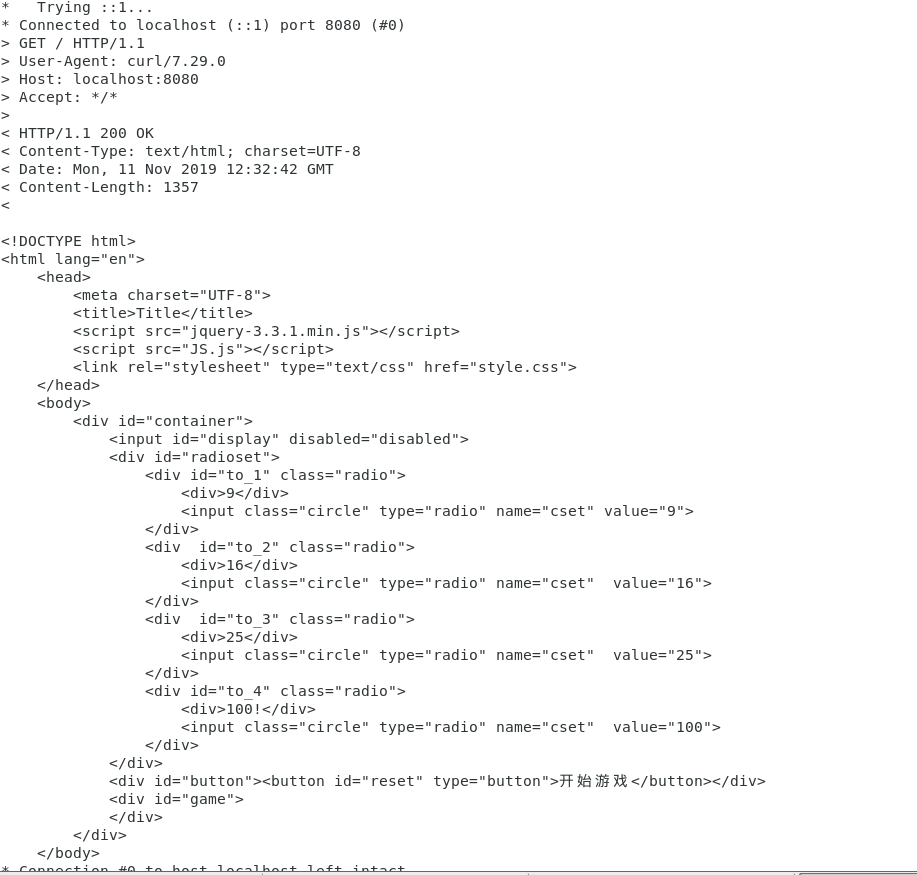 *   Trying ::1...
* Connected to localhost (::1) port 8080 (#0)
> GET / HTTP/1.1
> User-Agent: curl/7.29.0
> Host: localhost:8080
> Accept: */*
>
< HTTP/1.1 200 OK
< Content-Type: text/html; charset=UTF-8
< Date: Mon, 11 Nov 2019 12:32:42 GMT
< Content-Length: 1357
<

<!DOCTYPE html>
<html lang="en">
    <head>
        <meta charset="UTF-8">
        <title>Title</title>
        <script src="jquery-3.3.1.min.js"></script>
        <script src="JS.js"></script>
        <link rel="stylesheet" type="text/css" href="style.css">
    </head>
    <body>
        <div id="container">
            <input id="display" disabled="disabled">
            <div id="radioset">
                <div id="to_1" class="radio">
                    <div>9</div>
                    <input class="circle" type="radio" name="cset" value="9">
                </div>
                <div  id="to_2" class="radio">
                    <div>16</div>
                    <input class="circle" type="radio" name="cset"  value="16">
                </div>
                <div  id="to_3" class="radio">
                    <div>25</div>
                    <input class="circle" type="radio" name="cset"  value="25">
                </div>
                <div id="to_4" class="radio">
                    <div>100!</div>
                    <input class="circle" type="radio" name="cset"  value="100">
                </div>
            </div>
            <div id="button"><button id="reset" type="button">开始游戏</button></div>
            <div id="game">
            </div>
        </div>
    </body>
* Connection #0 to host localhost left intact